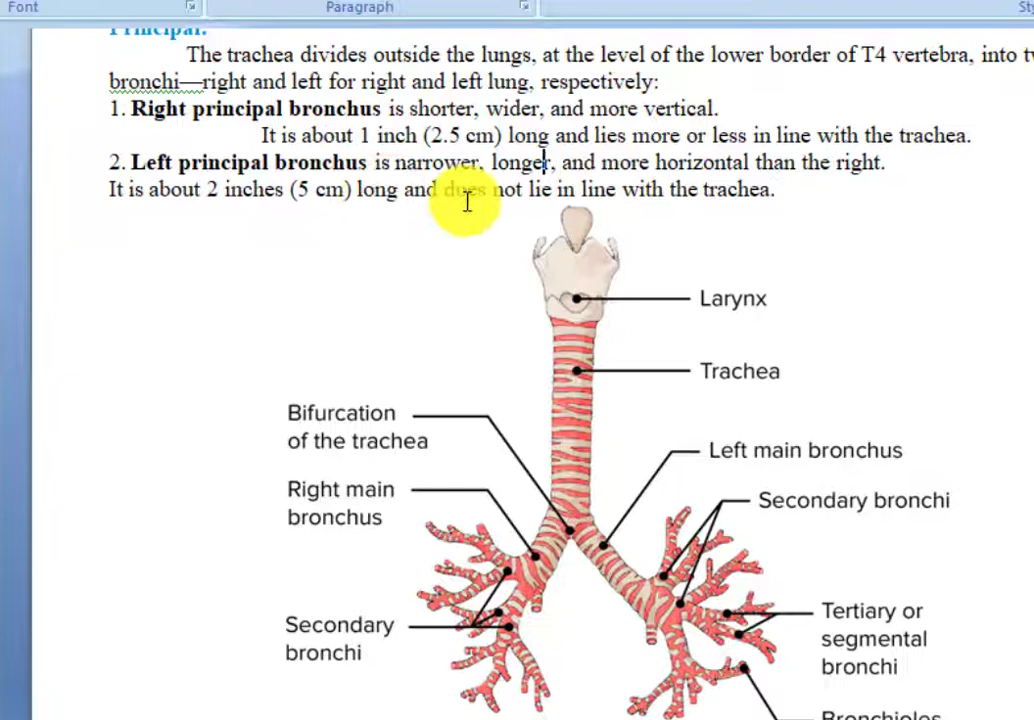 Font
Paragraph
Principal:
The trachea divides outside the lungs, at the level of the lower border of T4 vertebra, into
bronchi—right and left for right and left lung, respectively:
1. Right principal bronchus is shorter, wider, and more vertical.
It is about 1 inch (2.5 cm) long and lies more or less in line with the trachea.
2. Left principal bronchus is narrower, longer, and more horizontal than the right.
It is about 2 inches (5 cm) long and does not lie in line with the trachea.
Larynx
Trachea
Bifurcation
of the trachea
Left main bronchus
Right main
bronchus
Secondary bronchi
Secondary
bronchi
Tertiary or
segmental
bronchi
Bronchioles